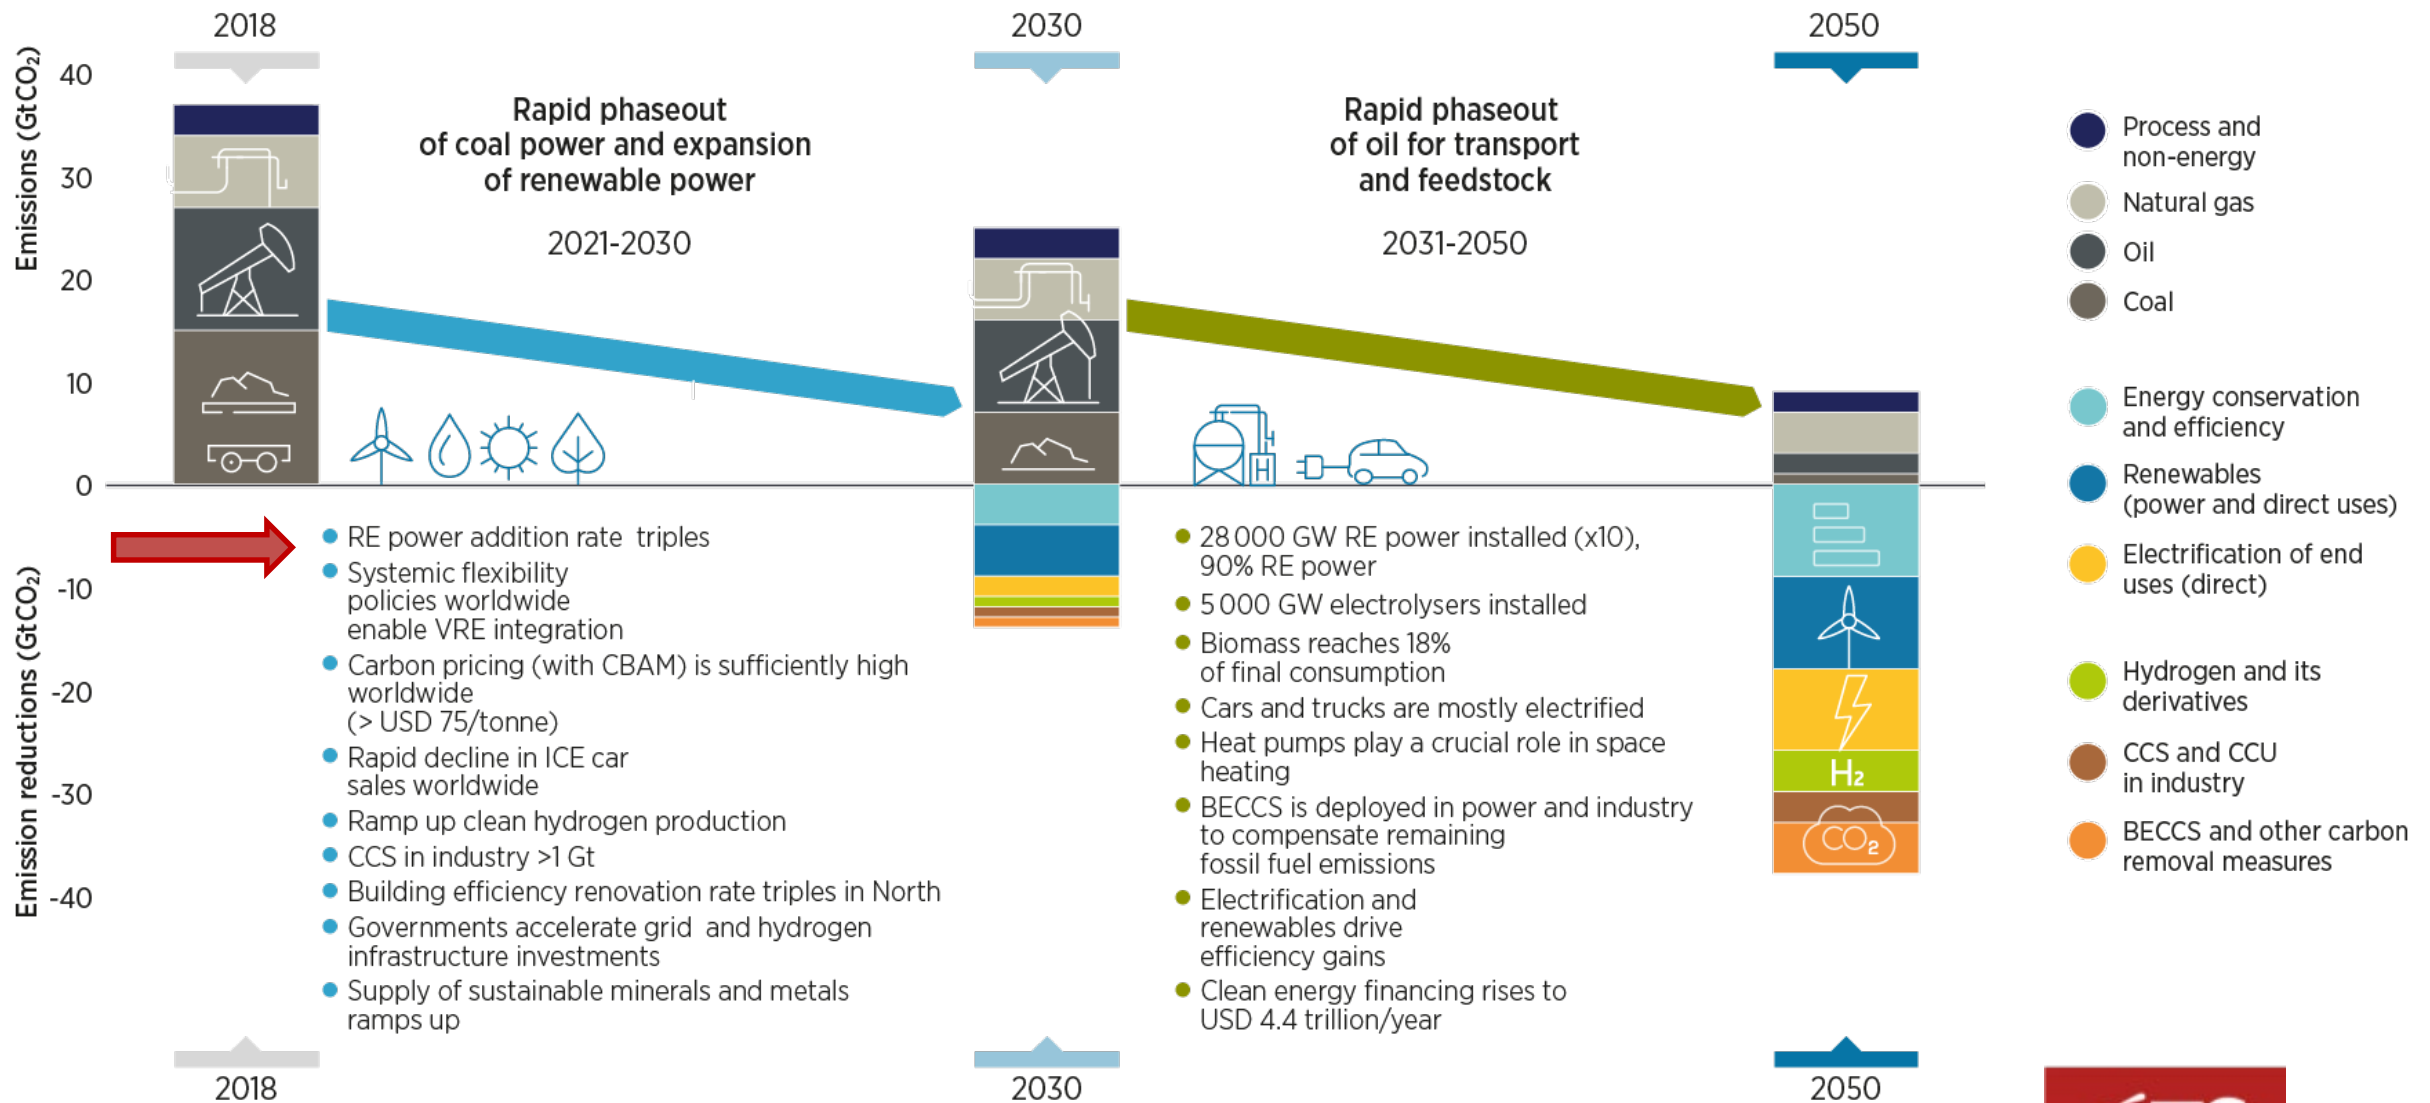 2018
2030
2050
Emissions (GtCO₂)
40
30
20
10
0
Rapid phaseout
of coal power and expansion
of renewable power
2021-2030
Rapid phaseout
of oil for transport
and feedstock
2031-2050
H
Emission reductions (GtCO₂)
-10
-20
-30
-40
RE power addition rate triples
Systemic flexibility
policies worldwide
enable VRE integration
Carbon pricing (with CBAM) is sufficiently high
worldwide
(> USD 75/tonne)
Rapid decline in ICE car
sales worldwide
Ramp up clean hydrogen production
CCS in industry >1 Gt
Building efficiency renovation rate triples in North
Governments accelerate grid and hydrogen
infrastructure investments
Supply of sustainable minerals and metals
ramps up
28 000 GW RE power installed (x10),
90% RE power
5 000 GW electrolysers installed
Biomass reaches 18%
of final consumption
Cars and trucks are mostly electrified
Heat pumps play a crucial role in space
heating
BECCS is deployed in power and industry
to compensate remaining
fossil fuel emissions
Electrification and
renewables drive
efficiency gains
Clean energy financing rises to
USD 4.4 trillion/year
H₂
CO₂
Process and
non-energy
Natural gas
Oil
Coal
Energy conservation
and efficiency
Renewables
(power and direct uses)
Electrification of end
uses (direct)
Hydrogen and its
derivatives
CCS and CCU
in industry
BECCS and other carbon
removal measures
2018
2030
2050